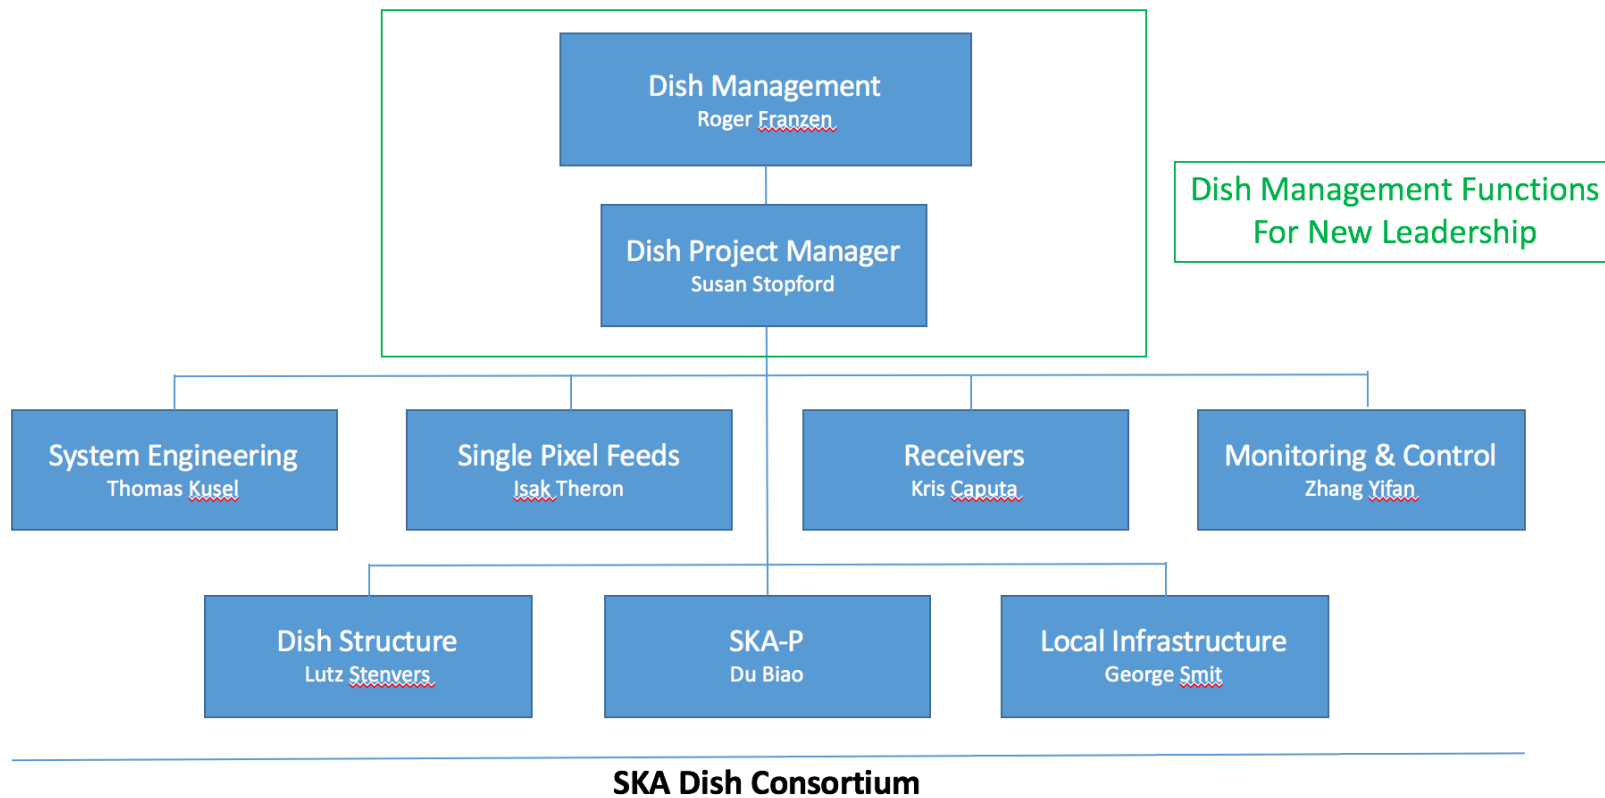 Dish Management
Roger Franzen
Dish Management Functions
For New Leadership
Dish Project Manager
Susan Stopford
System Engineering
Thomas Kusel
Single Pixel Feeds
Isak Theron
Receivers
Kris Caputa
Monitoring & Control
Zhang Yifan
Dish Structure
Lutz Stenvers
SKA-P
Du Biao
Local Infrastructure
George Smit
SKA Dish Consortium